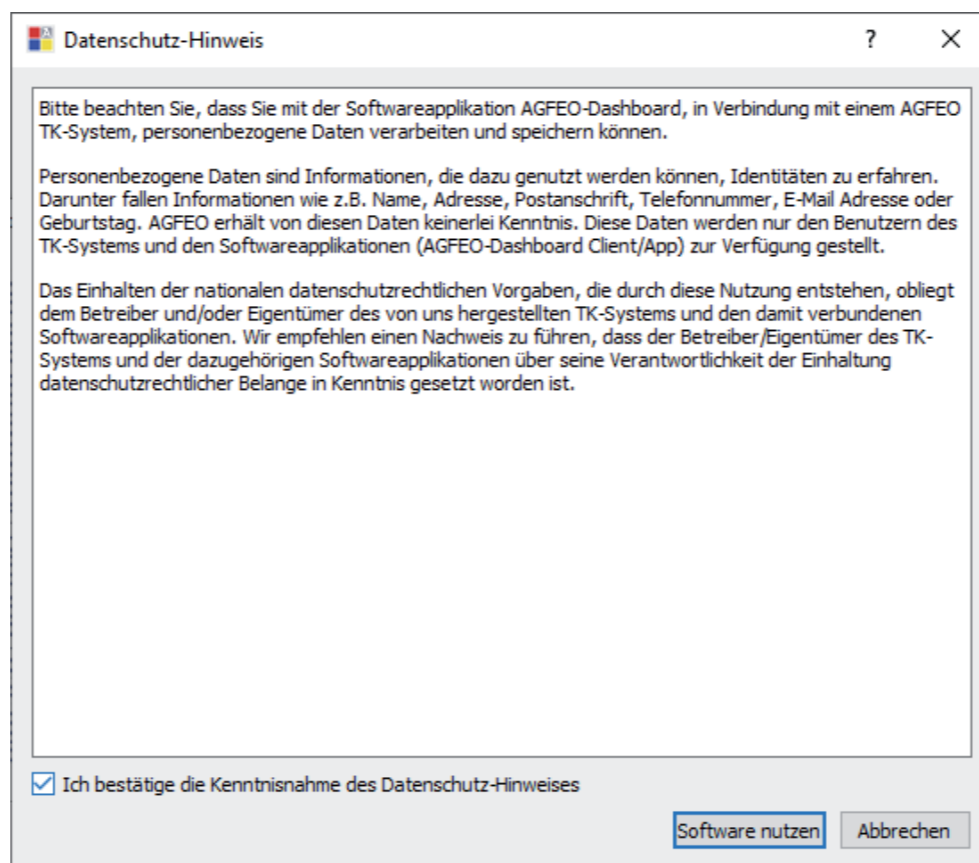 Datenschutz-Hinweis
Bitte beachten Sie, dass Sie mit der Softwareapplikation AGFEO-Dashboard, in Verbindung mit einem AGFEO
TK-System, personenbezogene Daten verarbeiten und speichern können.
Personenbezogene Daten sind Informationen, die dazu genutzt werden können, Identitäten zu erfahren.
Darunter fallen Informationen wie z.B. Name, Adresse, Postanschrift, Telefonnummer, E-Mail Adresse oder
Geburtstag. AGFEO erhält von diesen Daten keinerlei Kenntnis. Diese Daten werden nur den Benutzern des
TK-Systems und den Softwareapplikationen (AGFEO-Dashboard Client/App) zur Verfügung gestellt.
Das Einhalten der nationalen datenschutzrechtlichen Vorgaben, die durch diese Nutzung entstehen, obliegt
dem Betreiber und/oder Eigentümer des von uns hergestellten TK-Systems und den damit verbundenen
Softwareapplikationen. Wir empfehlen einen Nachweis zu führen, dass der Betreiber/Eigentümer des TK-
Systems und der dazugehörigen Softwareapplikationen über seine Verantwortlichkeit der Einhaltung
datenschutzrechtlicher Belange in Kenntnis gesetzt worden ist.
Ich bestätige die Kenntnisnahme des Datenschutz-Hinweises
Software nutzen Abbrechen